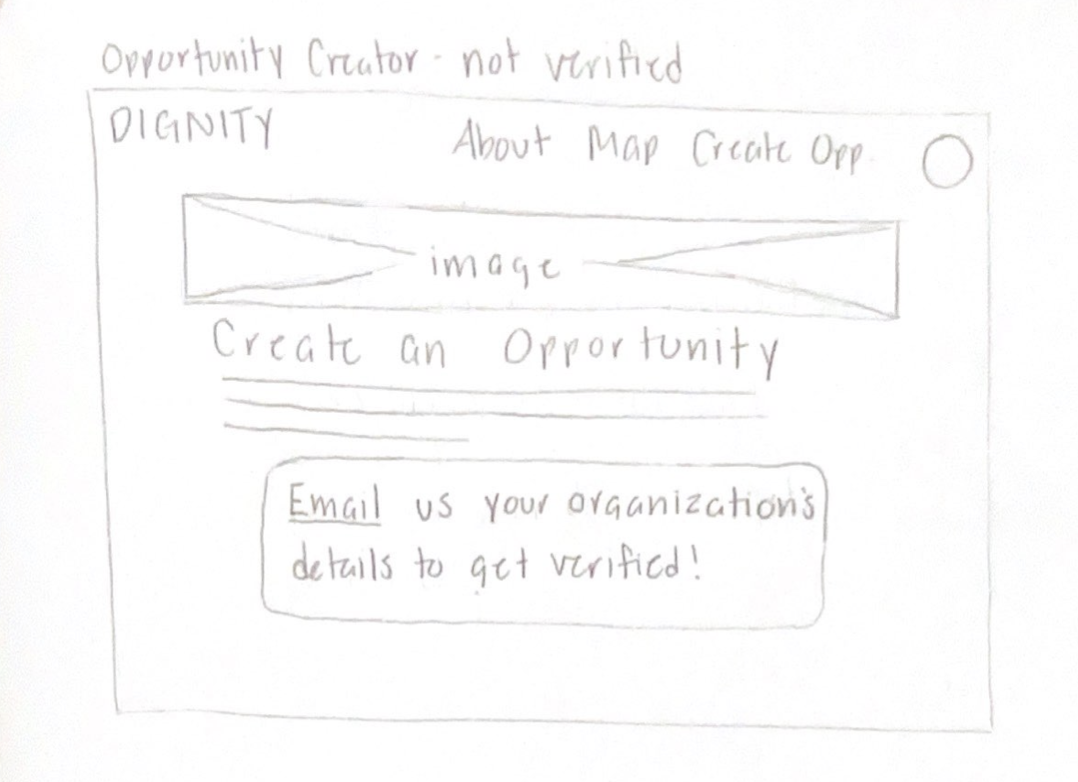 Opportunity Creator - not verified
DIGNITY
About Map Create Opp.
image
Create an Opportunity
Email us your organization's
details to get verified!